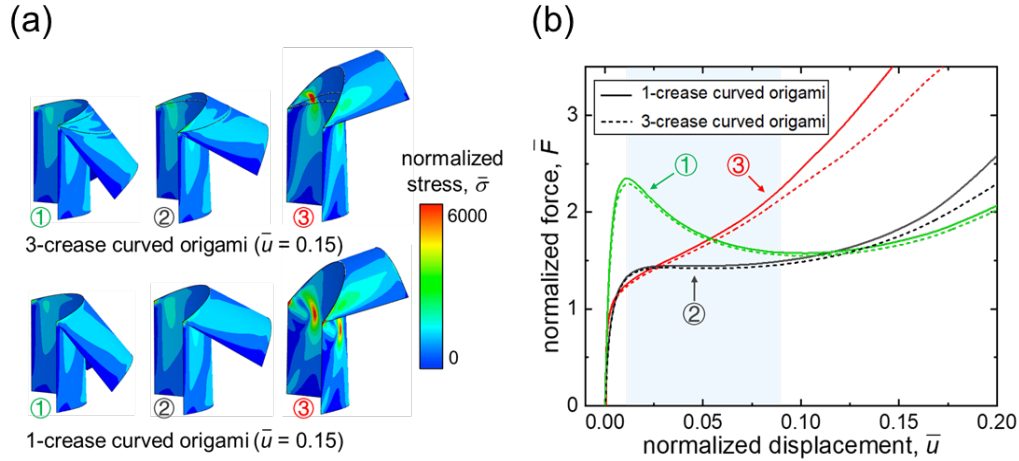 (a)
① ② ③
3-crease curved origami (u̅ = 0.15)
① ② ③
1-crease curved origami (u̅ = 0.15)
normalized
stress, σ̅
6000
0
(b)
1-crease curved origami
3-crease curved origami
①
②
③
normalized force, F̅
3
2
1
0
0.00 0.05 0.10 0.15 0.20
normalized displacement, u̅